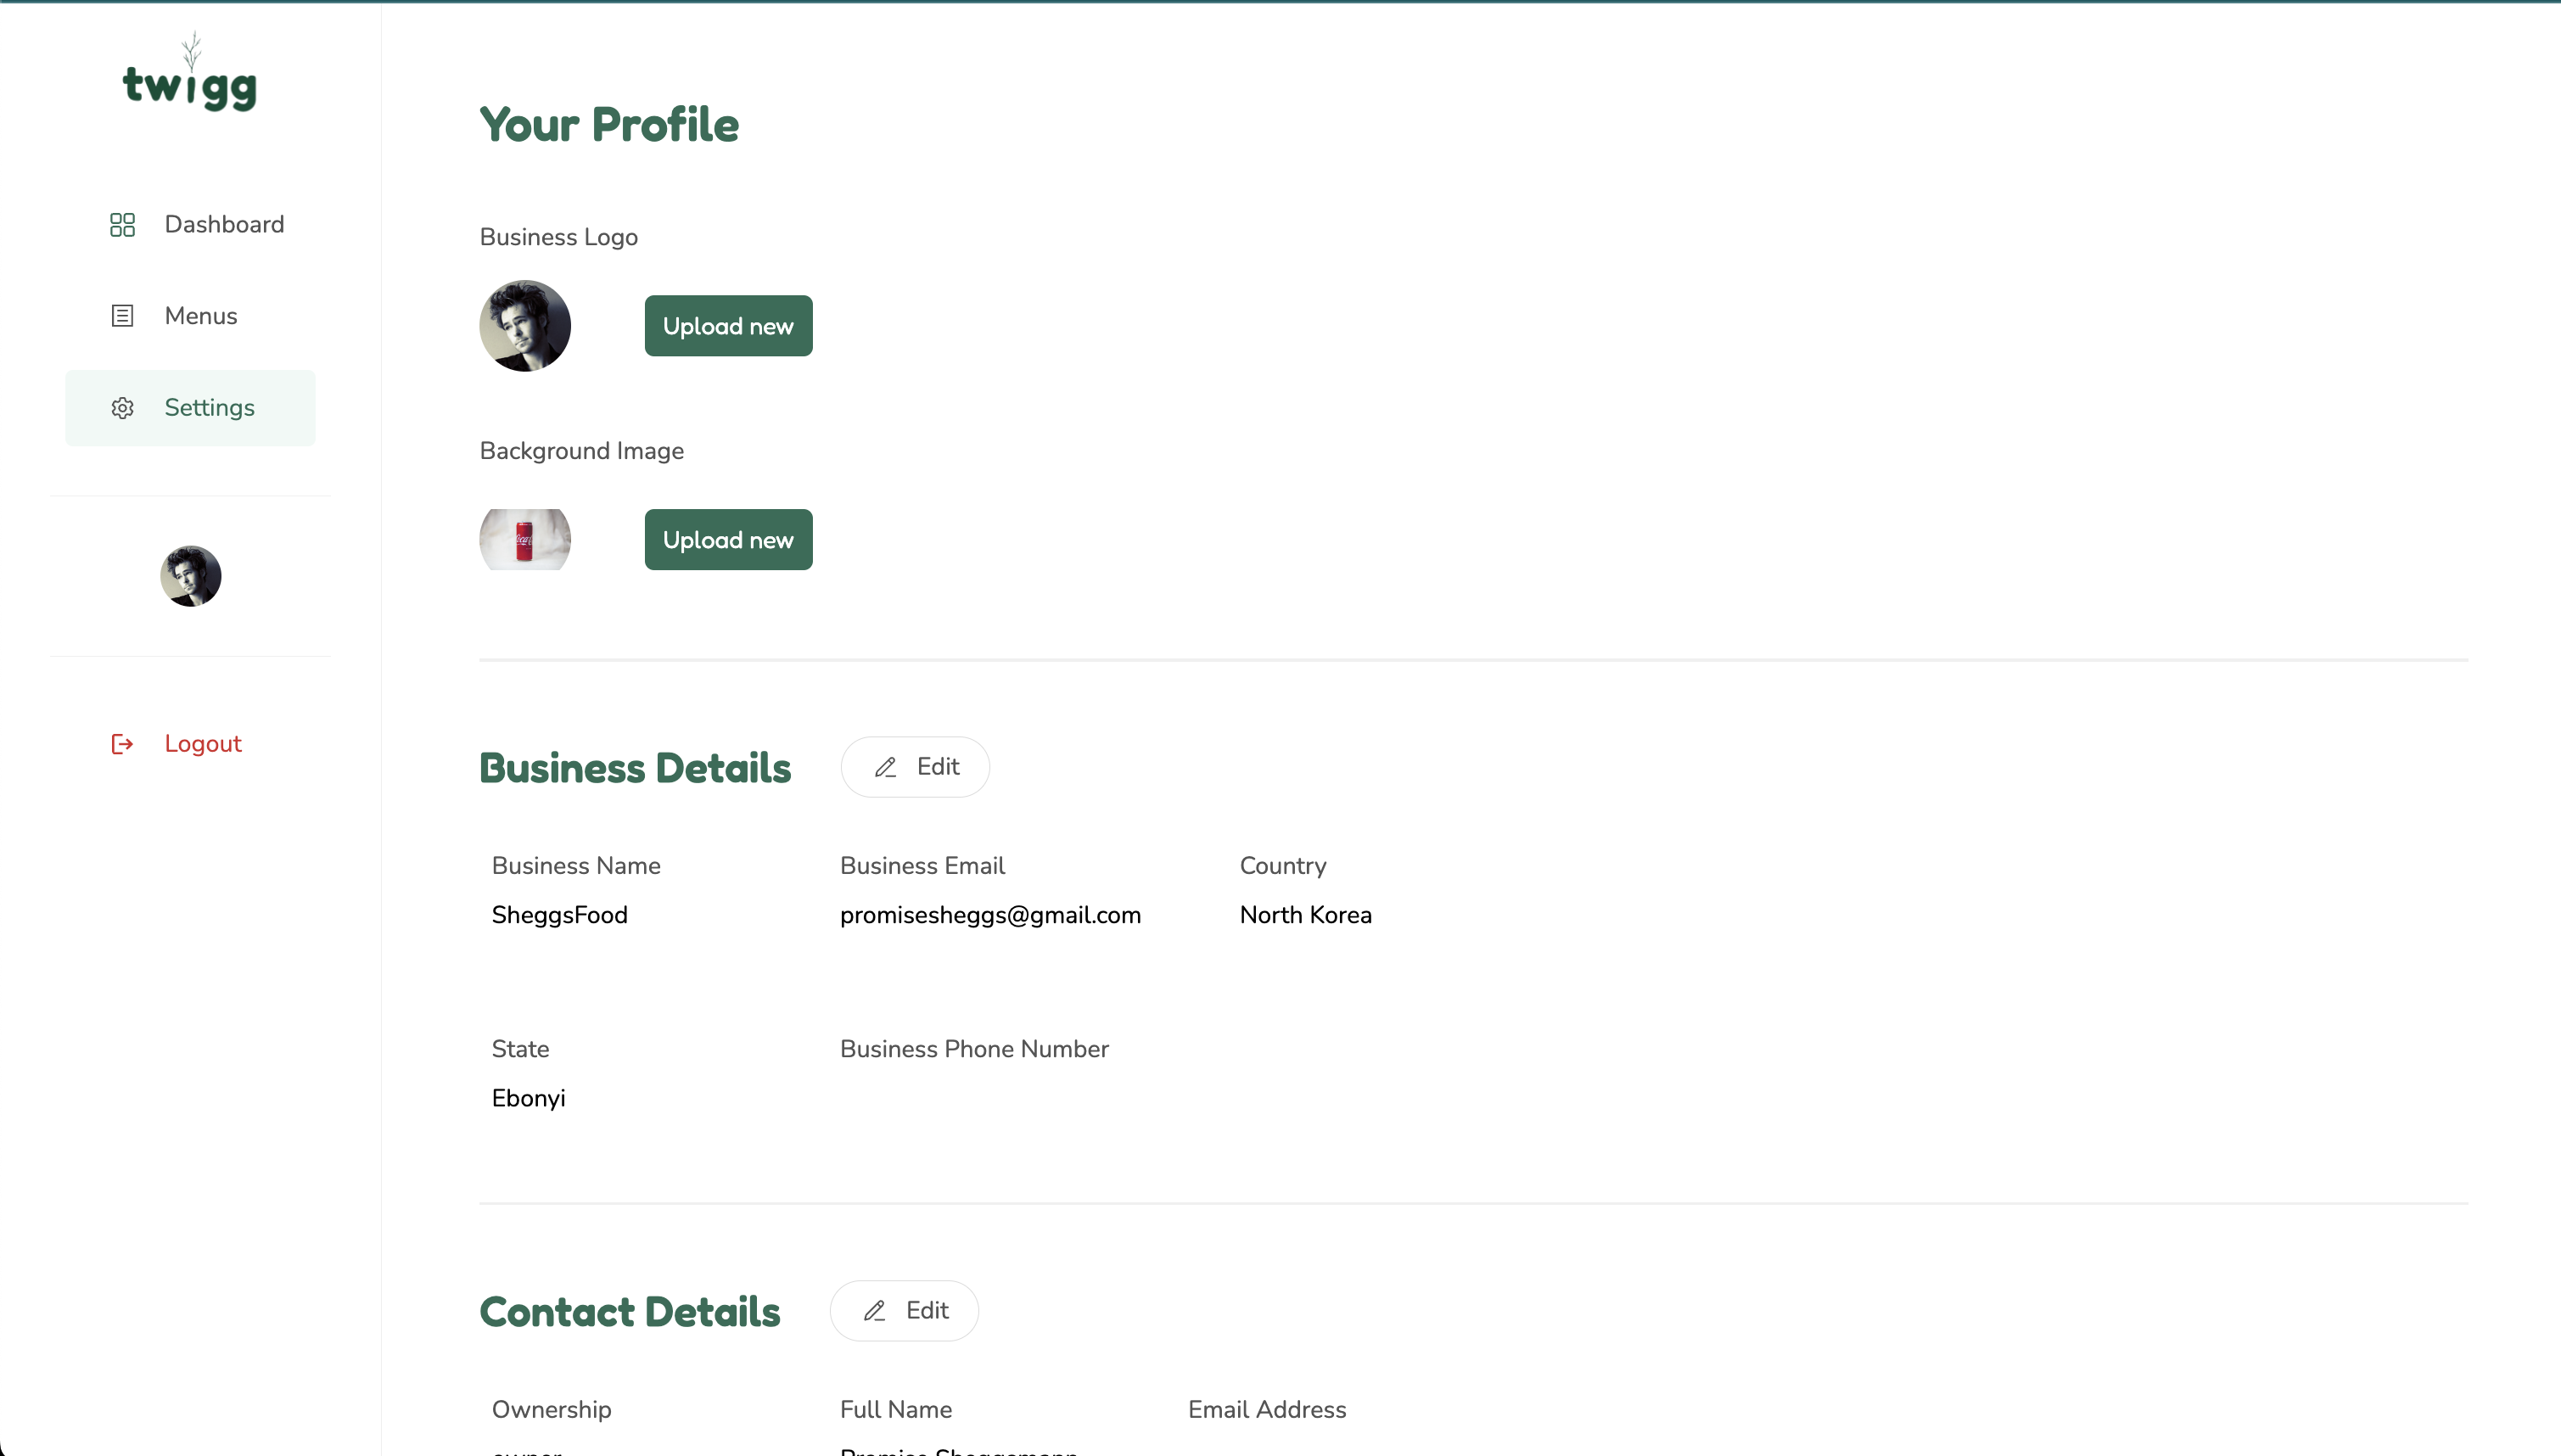 twigg
Dashboard
Menus
Settings
Logout
Your Profile
Business Logo
Upload new
Background Image
Upload new
Business Details
Edit
Business Name
Business Email
Country
SheggsFood
promisesheggs@gmail.com
North Korea
State
Business Phone Number
Ebonyi
Contact Details
Edit
Ownership
Full Name
Email Address